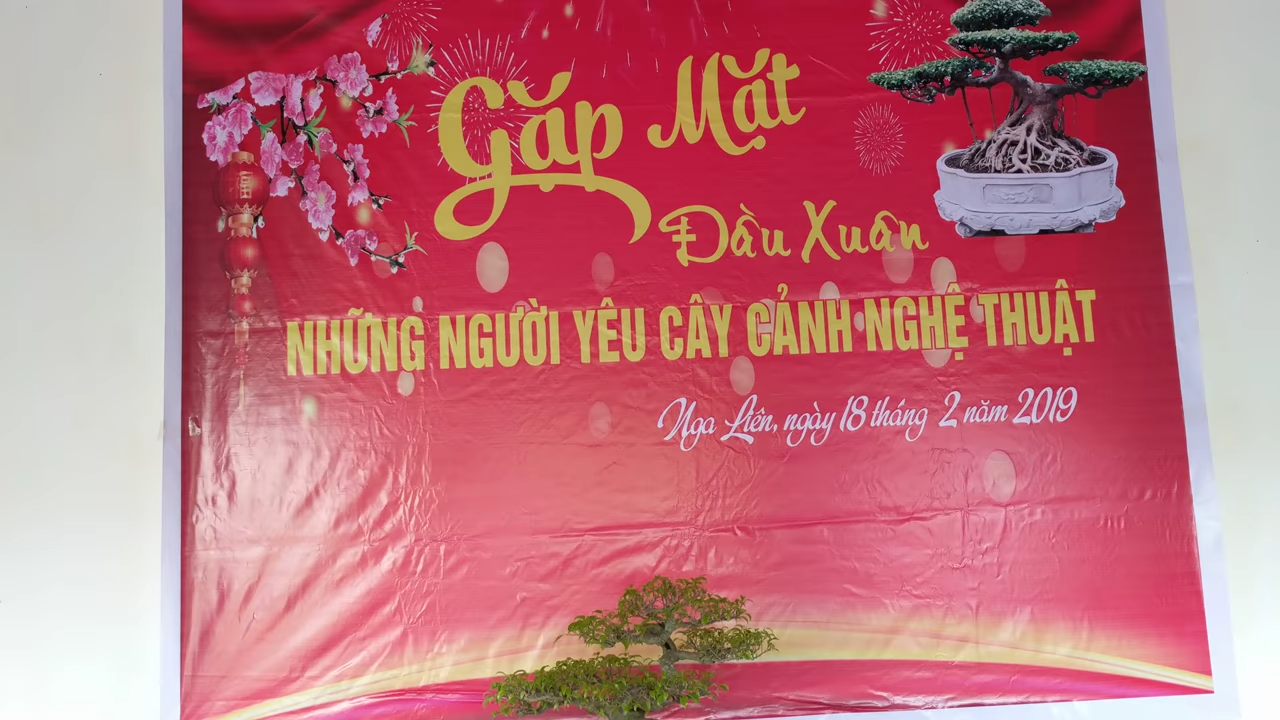 Gặp Mặt
Đầu Xuân
NHỮNG NGƯỜI YÊU CÂY CẢNH NGHỆ THUẬT
Nga Liên, ngày 18 tháng 2 năm 2019